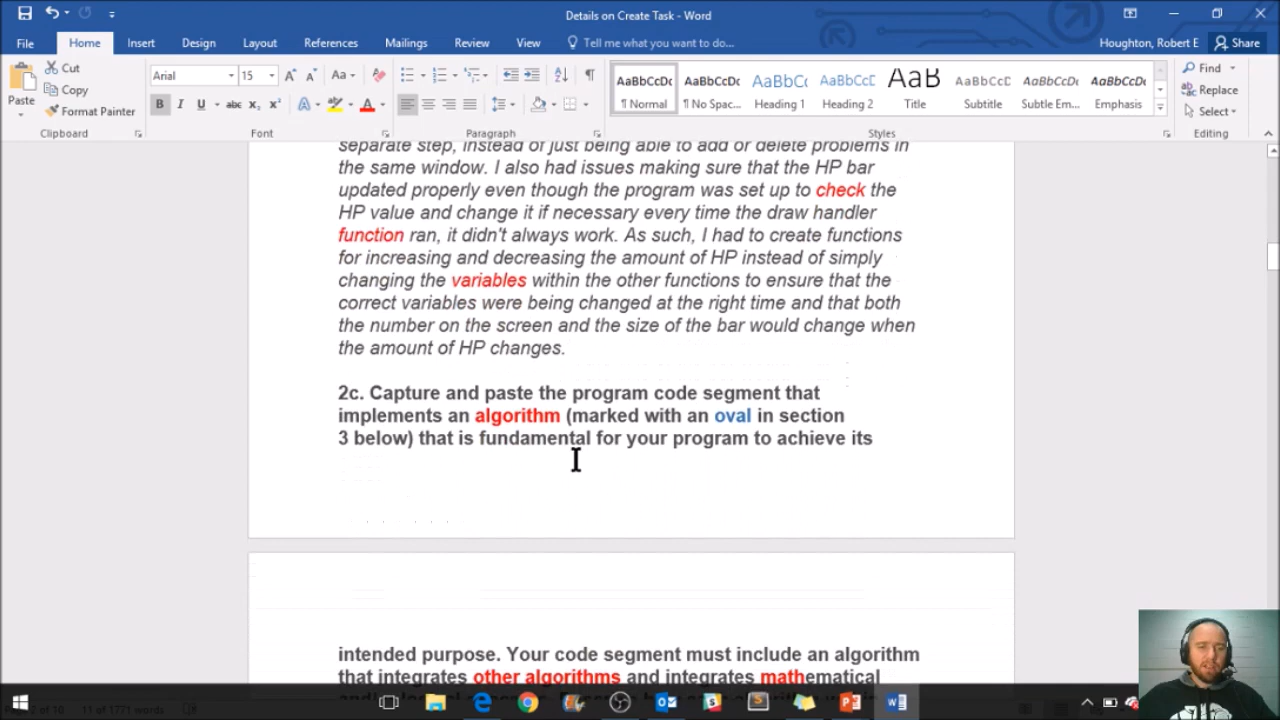 Details on Create Task - Word
File Home Insert Design Layout References Mailings Review View Tell me what you want to do... Houghton, Robert E Share
Paste Cut Copy Format Painter
Arial 15
AaBbCcDc AaBbCcDc AaBbCc AaBbCcD AaB AaBbCcD AaBbCcDc AaBbCcDc
¶ Normal ¶ No Spac... Heading 1 Heading 2 Title Subtitle Subtle Em... Emphasis
Find Replace Select
Clipboard Font Paragraph Styles Editing
separate step, instead of just being able to add or delete problems in
the same window. I also had issues making sure that the HP bar
updated properly even though the program was set up to check the
HP value and change it if necessary every time the draw handler
function ran, it didn't always work. As such, I had to create functions
for increasing and decreasing the amount of HP instead of simply
changing the variables within the other functions to ensure that the
correct variables were being changed at the right time and that both
the number on the screen and the size of the bar would change when
the amount of HP changes.
2c. Capture and paste the program code segment that
implements an algorithm (marked with an oval in section
3 below) that is fundamental for your program to achieve its
intended purpose. Your code segment must include an algorithm
that integrates other algorithms and integrates mathematical